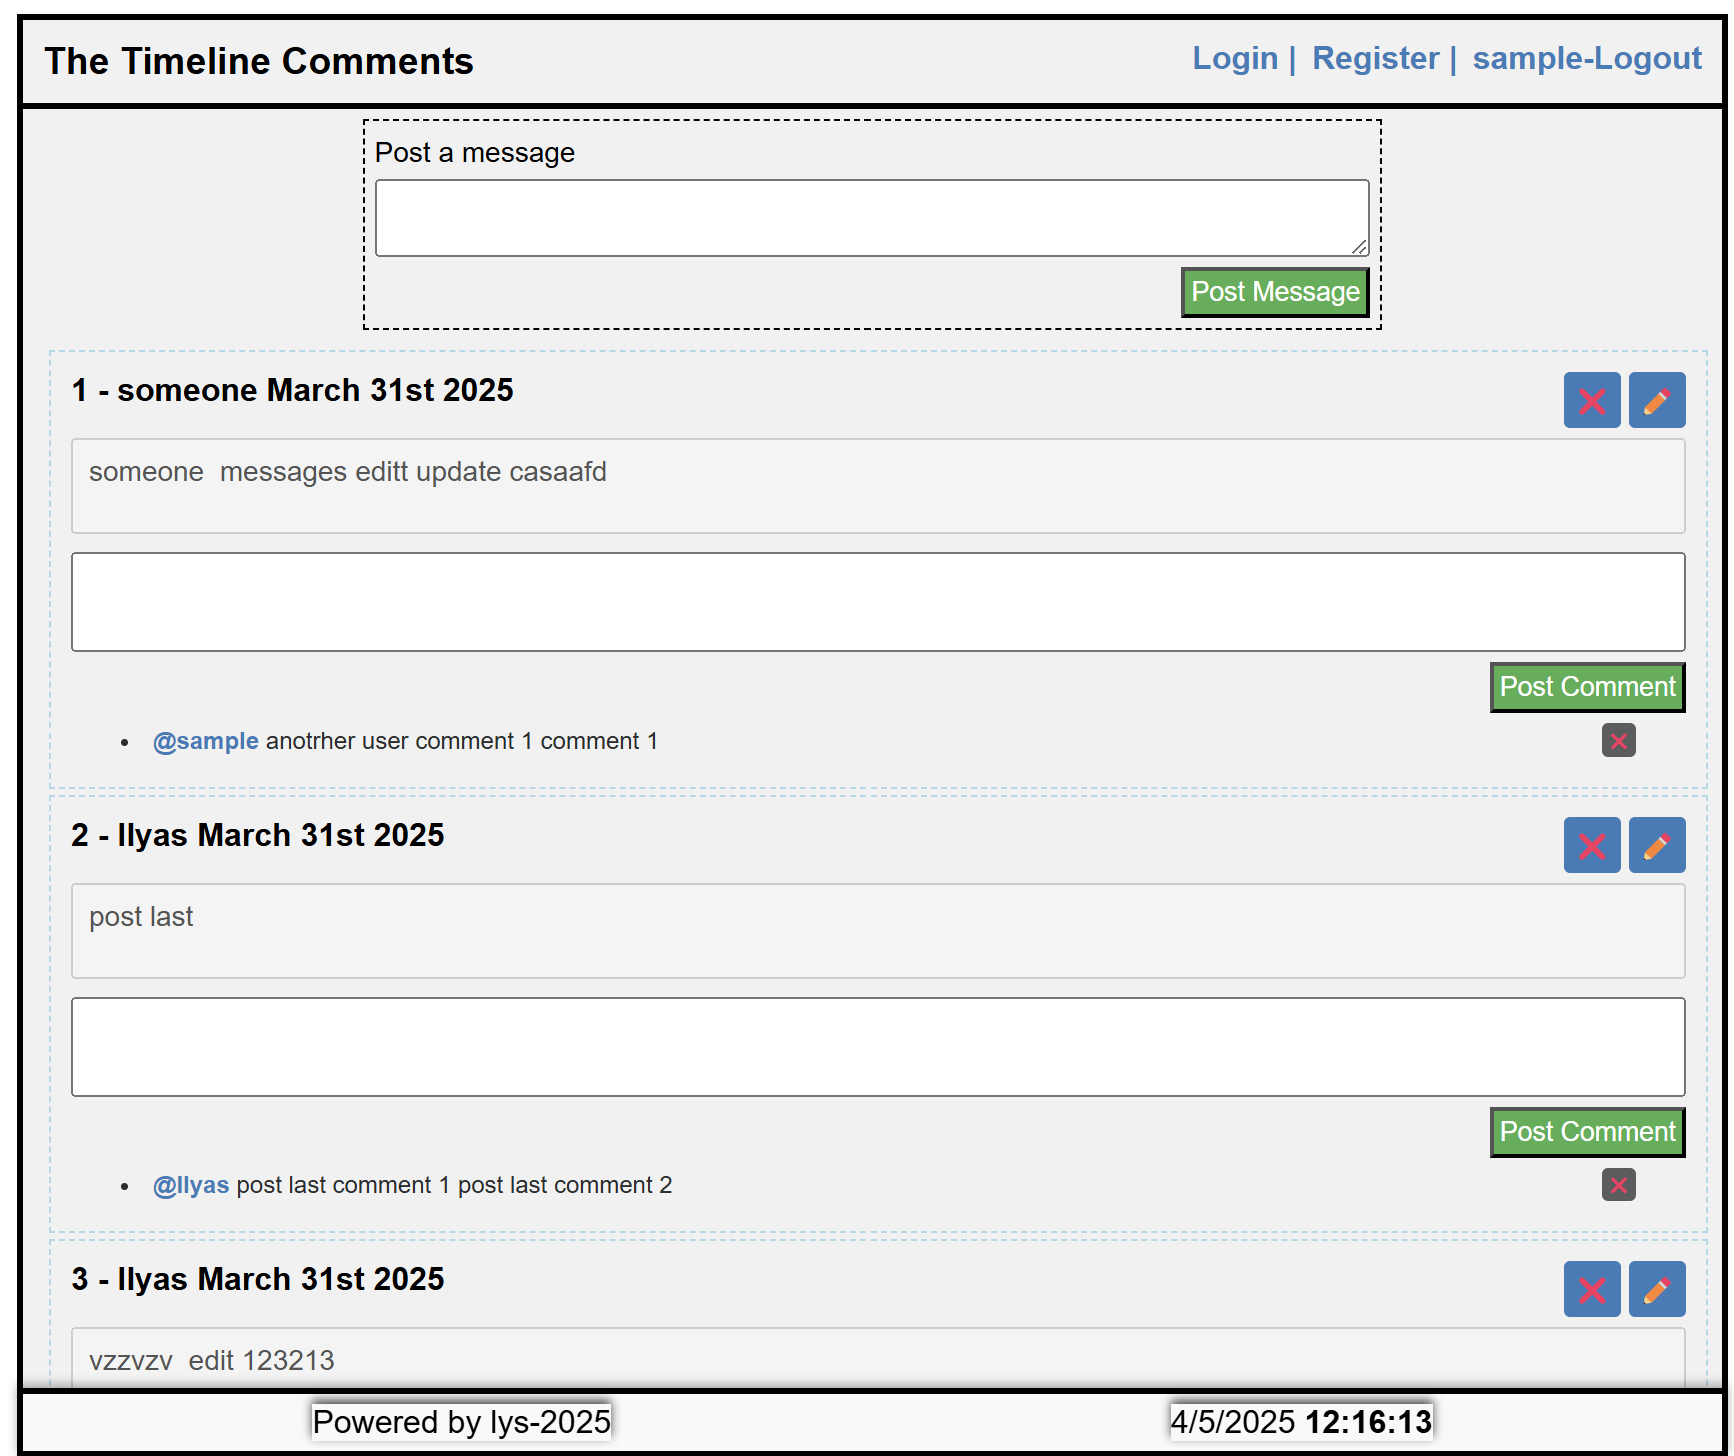 The Timeline Comments
Login | Register | sample-Logout
Post a message
Post Message
1 - someone March 31st 2025
someone  messages editt update casaafd
Post Comment
@sample anotrher user comment 1 comment 1
2 - Ilyas March 31st 2025
post last
Post Comment
@Ilyas post last comment 1 post last comment 2
3 - Ilyas March 31st 2025
vzzvzv  edit 123213
Powered by lys-2025
4/5/2025 12:16:13